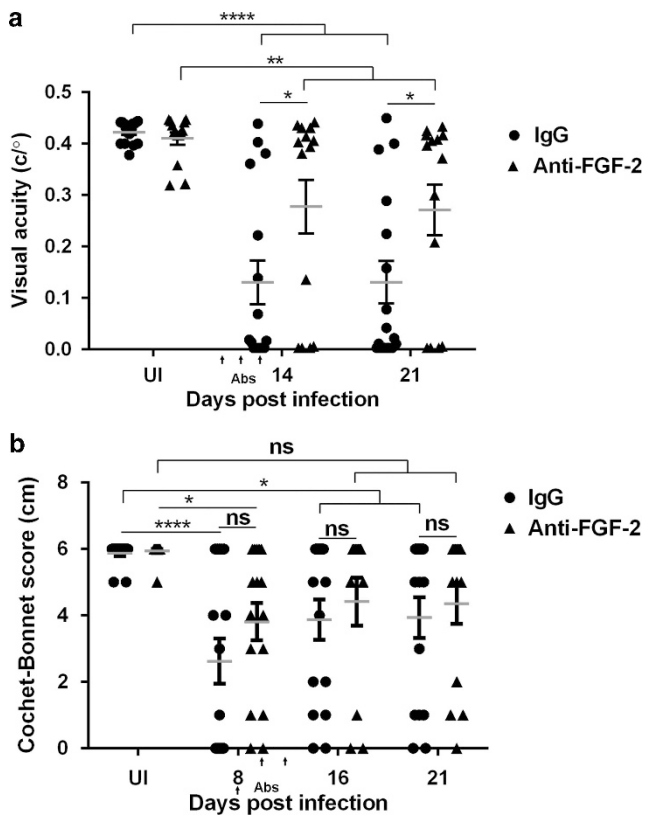 a
****
**
*
*
0.5
0.4
0.3
0.2
0.1
0.0
Visual acuity (c/°)
IgG
Anti-FGF-2
UI
14
21
Abs
Days post infection
b
ns
*
*
****
ns
ns
ns
8
6
4
2
0
Cochet-Bonnet score (cm)
IgG
Anti-FGF-2
UI
8
16
21
Abs
Days post infection